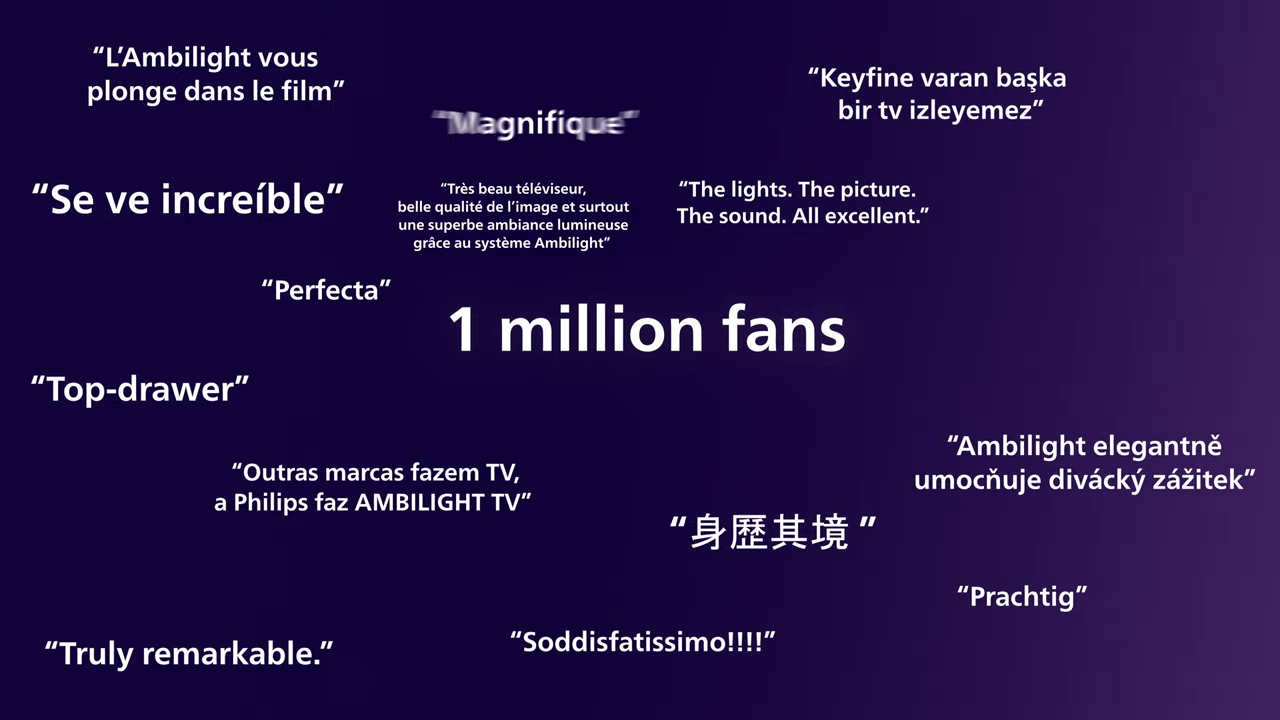 “L’Ambilight vous
plonge dans le film”
“Keyfine varan başka
bir tv izleyemez”
“Magnifique”
“Se ve increíble”
“Très beau téléviseur,
belle qualité de l’image et surtout
une superbe ambiance lumineuse
grâce au système Ambilight”
“The lights. The picture.
The sound. All excellent.”
“Perfecta”
1 million fans
“Top-drawer”
“Outras marcas fazem TV,
a Philips faz AMBILIGHT TV”
“Ambilight elegantně
umocňuje divácký zážitek”
“身歷其境 ”
“Prachtig”
“Truly remarkable.”
“Soddisfatissimo!!!!”